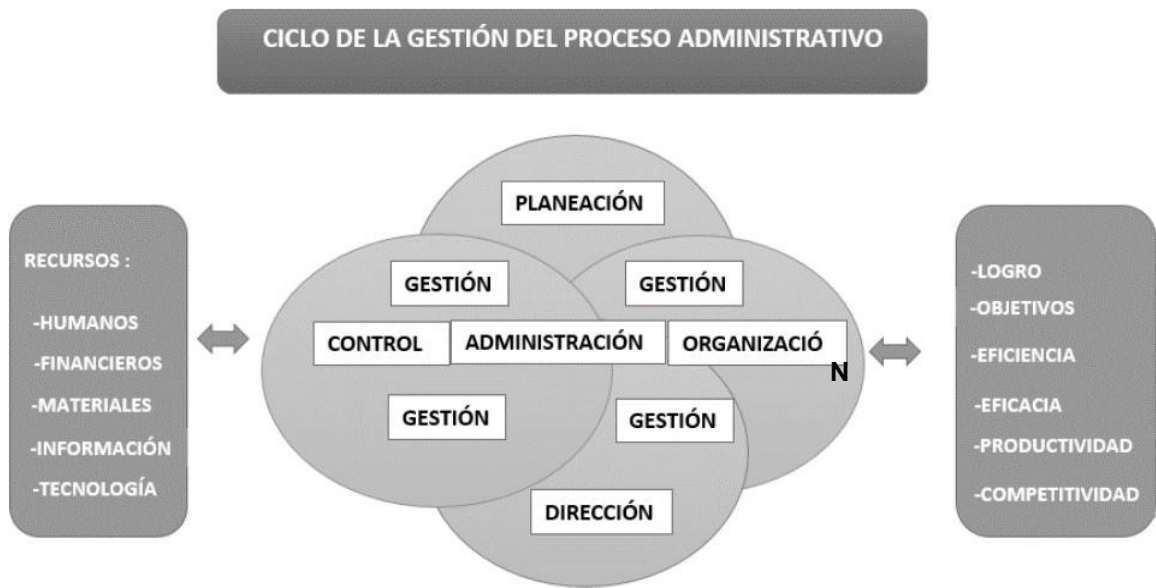 CICLO DE LA GESTIÓN DEL PROCESO ADMINISTRATIVO
RECURSOS :
-HUMANOS
-FINANCIEROS
-MATERIALES
-INFORMACIÓN
-TECNOLOGÍA
PLANEACIÓN
GESTIÓN
GESTIÓN
CONTROL
ADMINISTRACIÓN
ORGANIZACIÓ
N
GESTIÓN
GESTIÓN
DIRECCIÓN
-LOGRO
-OBJETIVOS
-EFICIENCIA
-EFICACIA
-PRODUCTIVIDAD
-COMPETITIVIDAD